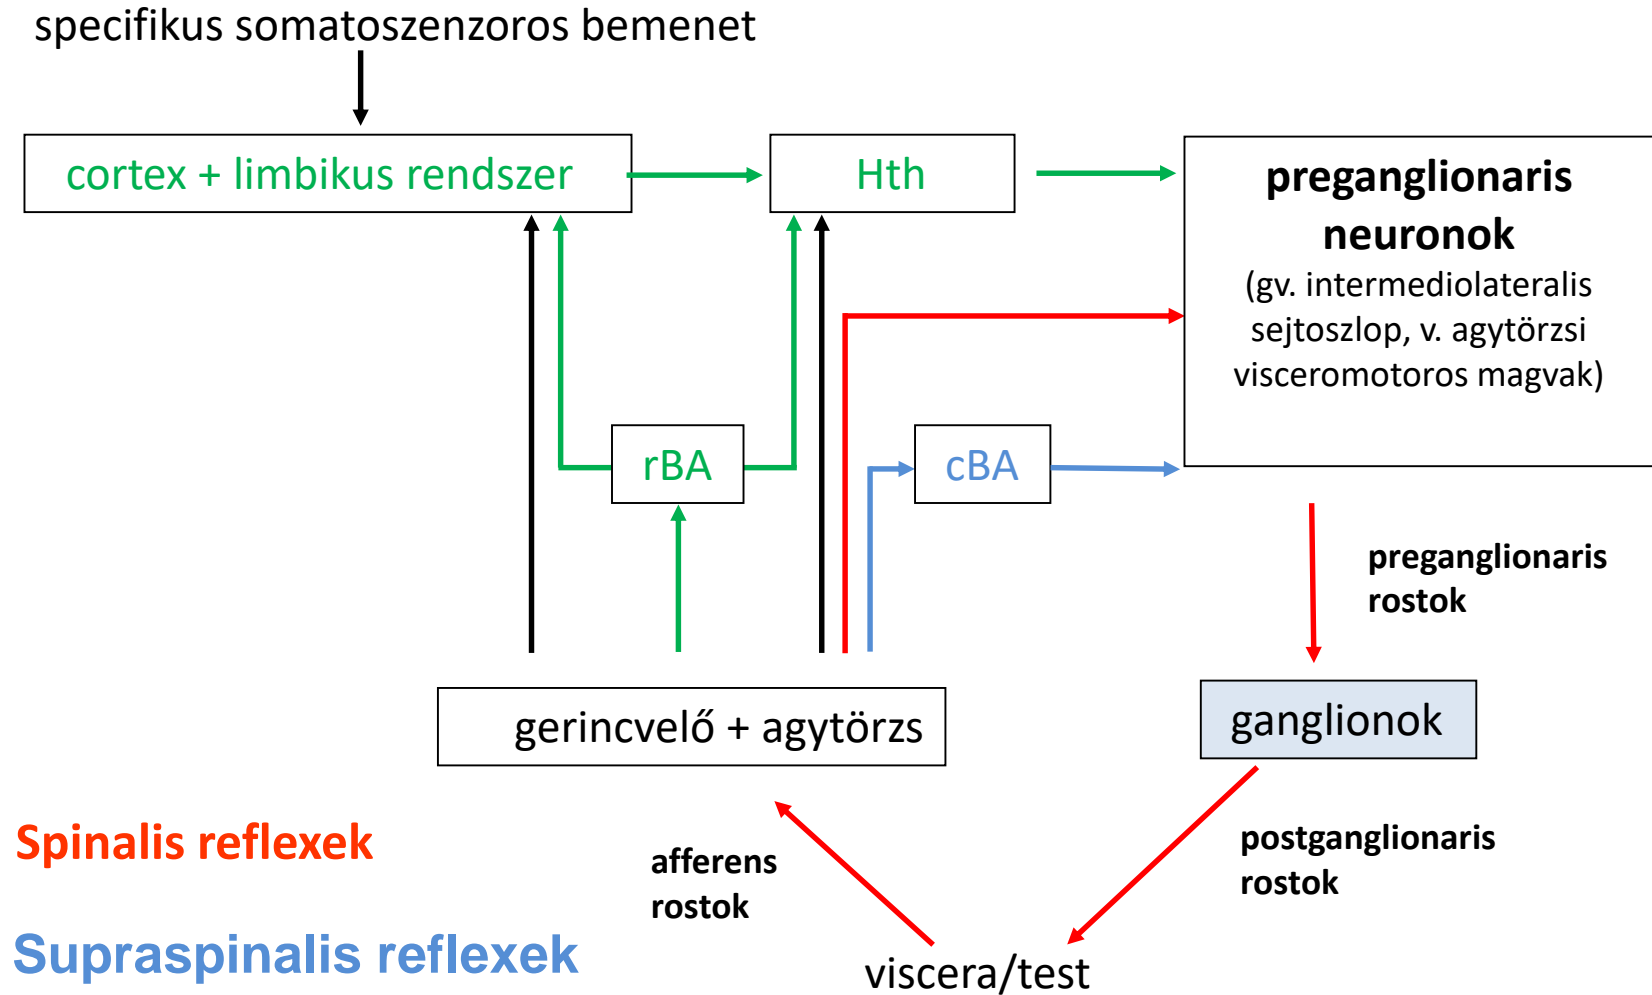 specifikus somatoszenzoros bemenet
cortex + limbikus rendszer
Hth
preganglionaris
neuronok
(gv. intermediolateralis
sejtoszlop, v. agytörzsi
visceromotoros magvak)
rBA
cBA
preganglionaris
rostok
gerincvelő + agytörzs
ganglionok
Spinalis reflexek
afferens
rostok
postganglionaris
rostok
Supraspinalis reflexek
viscera/test